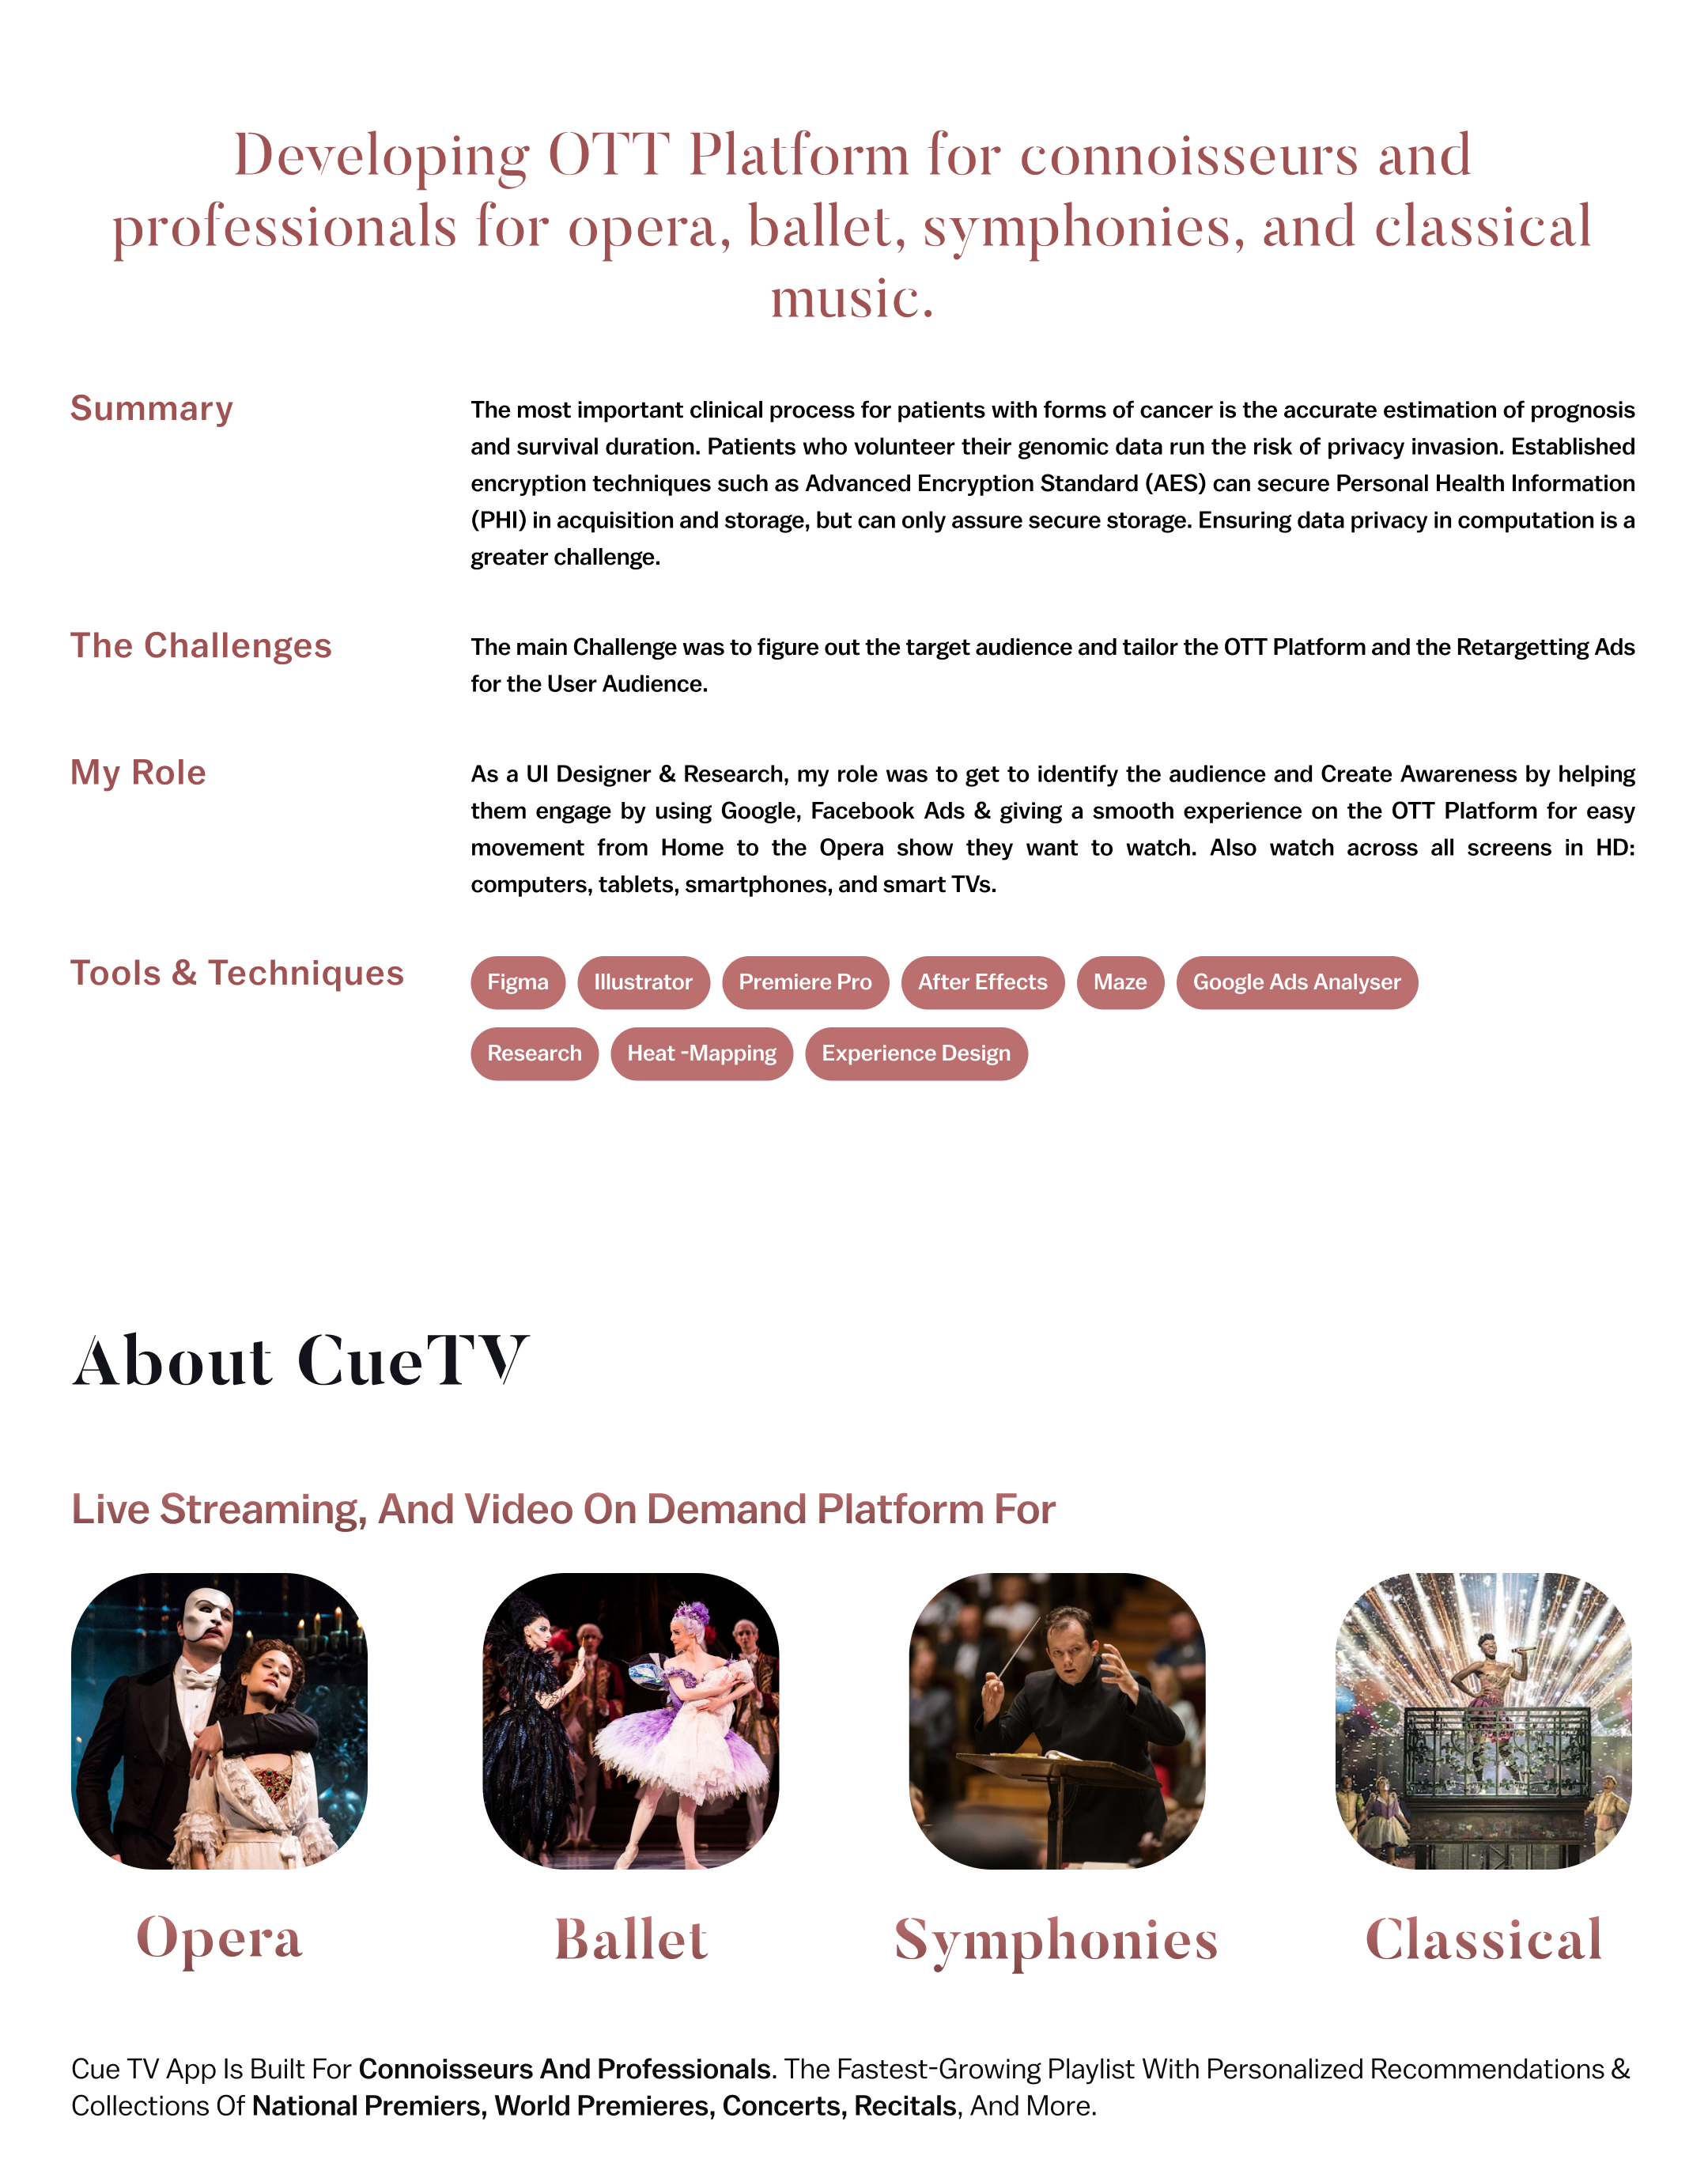 Developing OTT Platform for connoisseurs and
professionals for opera, ballet, symphonies, and classical
music.
Summary
The most important clinical process for patients with forms of cancer is the accurate estimation of prognosis
and survival duration. Patients who volunteer their genomic data run the risk of privacy invasion. Established
encryption techniques such as Advanced Encryption Standard (AES) can secure Personal Health Information
(PHI) in acquisition and storage, but can only assure secure storage. Ensuring data privacy in computation is a
greater challenge.
The Challenges
The main Challenge was to figure out the target audience and tailor the OTT Platform and the Retargetting Ads
for the User Audience.
My Role
As a UI Designer & Research, my role was to get to identify the audience and Create Awareness by helping
them engage by using Google, Facebook Ads & giving a smooth experience on the OTT Platform for easy
movement from Home to the Opera show they want to watch. Also watch across all screens in HD:
computers, tablets, smartphones, and smart TVs.
Tools & Techniques
Figma Illustrator Premiere Pro After Effects Maze Google Ads Analyser
Research Heat -Mapping Experience Design
About CueTV
Live Streaming, And Video On Demand Platform For
Opera Ballet Symphonies Classical
Cue TV App Is Built For Connoisseurs And Professionals. The Fastest-Growing Playlist With Personalized Recommendations &
Collections Of National Premiers, World Premieres, Concerts, Recitals, And More.